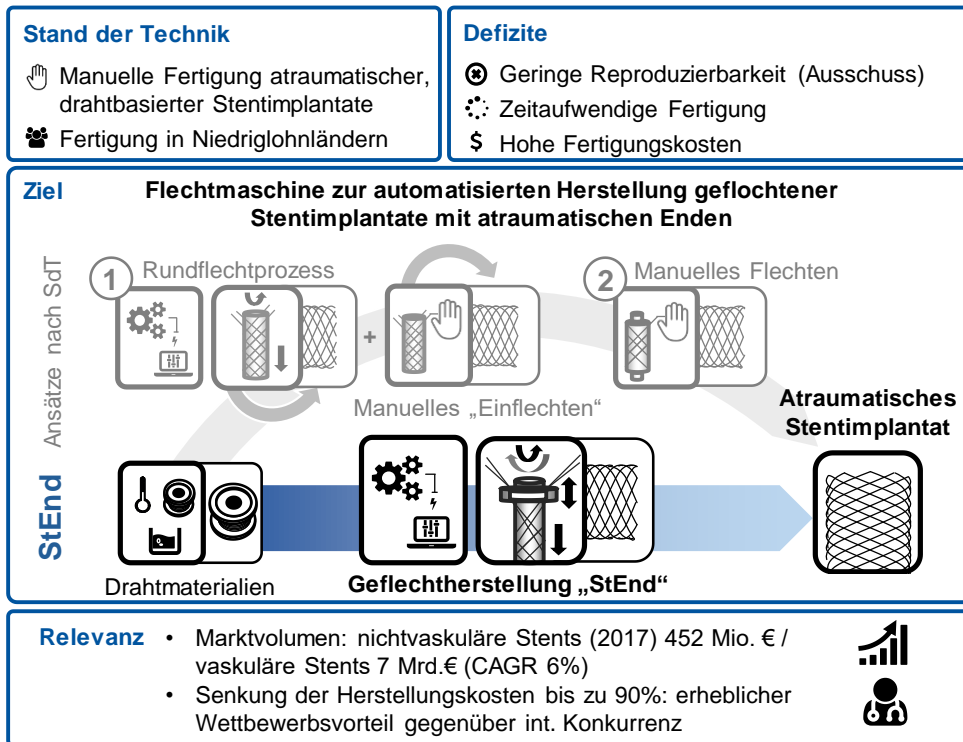 Stand der Technik
Manuelle Fertigung atraumatischer,
drahtbasierter Stentimplantate
Fertigung in Niedriglohnländern
Defizite
Geringe Reproduzierbarkeit (Ausschuss)
Zeitaufwendige Fertigung
$ Hohe Fertigungskosten
Ziel
Flechtmaschine zur automatisierten Herstellung geflochtener
Stentimplantate mit atraumatischen Enden
Ansätze nach SdT
1 Rundflechtprozess
+
Manuelles „Einflechten“
2 Manuelles Flechten
Atraumatisches
Stentimplantat
StEnd
Drahtmaterialien
Geflechtherstellung „StEnd“
Relevanz
• Marktvolumen: nichtvaskuläre Stents (2017) 452 Mio. € /
vaskuläre Stents 7 Mrd.€ (CAGR 6%)
• Senkung der Herstellungskosten bis zu 90%: erheblicher
Wettbewerbsvorteil gegenüber int. Konkurrenz